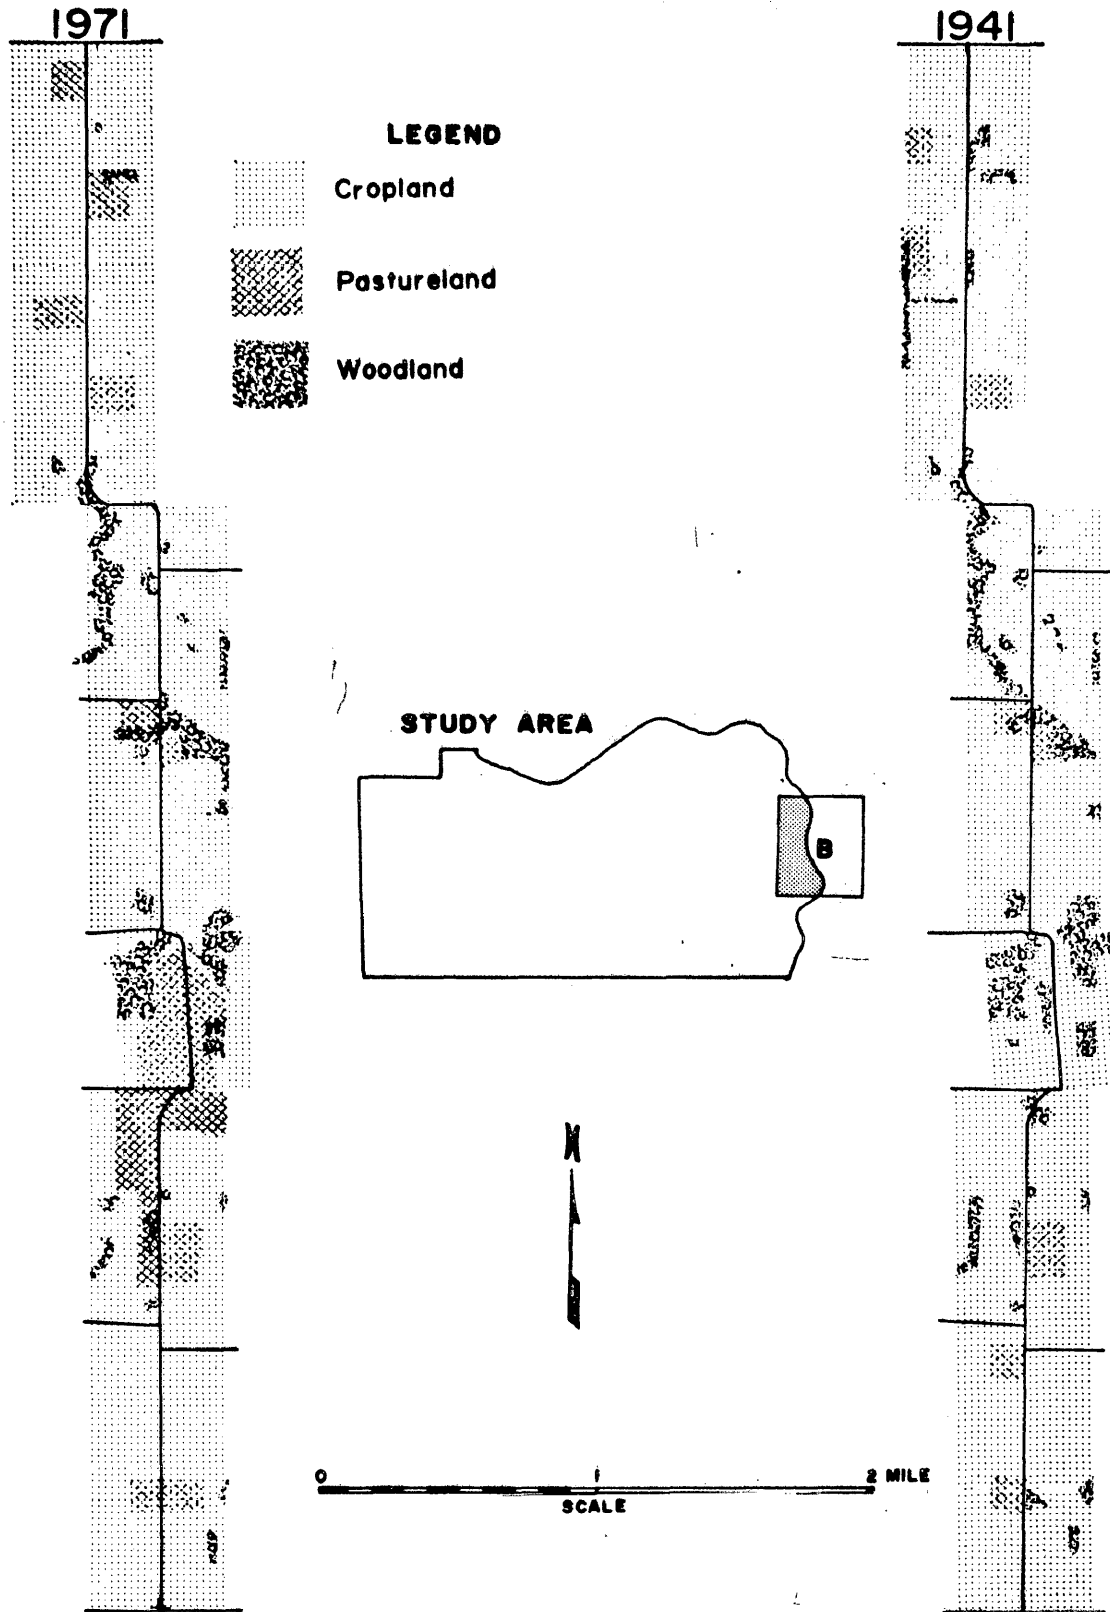 1971
1941
LEGEND
Cropland
Pastureland
Woodland
STUDY AREA
B
N
0 1 2 MILE
SCALE